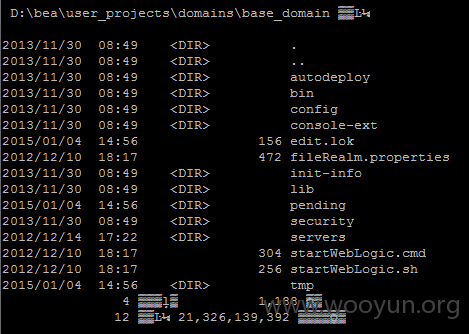 D:\bea\user_projects\domains\base_domain
2013/11/30 08:49 <DIR> .
2013/11/30 08:49 <DIR> ..
2013/11/30 08:49 <DIR> autodeploy
2013/11/30 08:49 <DIR> bin
2013/11/30 08:49 <DIR> config
2013/11/30 08:49 <DIR> console-ext
2015/01/04 14:56 156 edit.lok
2012/12/10 18:17 472 fileRealm.properties
2013/11/30 08:49 <DIR> init-info
2013/11/30 08:49 <DIR> lib
2015/01/04 14:56 <DIR> pending
2013/11/30 08:49 <DIR> security
2012/12/14 17:22 <DIR> servers
2012/12/10 18:17 304 startWebLogic.cmd
2012/12/10 18:17 256 startWebLogic.sh
2015/01/04 14:56 <DIR> tmp
4 1,188
12 21,326,139,392
www.wooyun.org